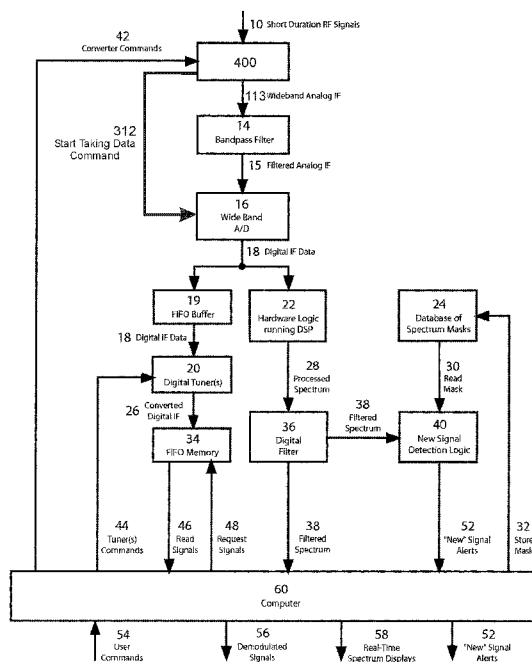 10 Short Duration RF Signals
42
Converter Commands
400
113 Wideband Analog IF
312
Start Taking Data
Command
14
Bandpass Filter
15 Filtered Analog IF
16
Wide Band
A/D
18 Digital IF Data
19
FIFO Buffer
22
Hardware Logic
running DSP
24
Database of
Spectrum Masks
18 Digital IF Data
20
Digital Tuner(s)
28
Processed
Spectrum
30
Read
Mask
26 Converted
Digital IF
38
Filtered
Spectrum
34
FIFO Memory
36
Digital
Filter
40
New Signal
Detection Logic
44
Tuner(s)
Commands
46
Read
Signals
48
Request
Signals
38
Filtered
Spectrum
52
"New" Signal
Alerts
32
Store
Mask
60
Computer
54
User
Commands
56
Demodulated
Signals
58
Real-Time
Spectrum Displays
52
"New" Signal
Alerts